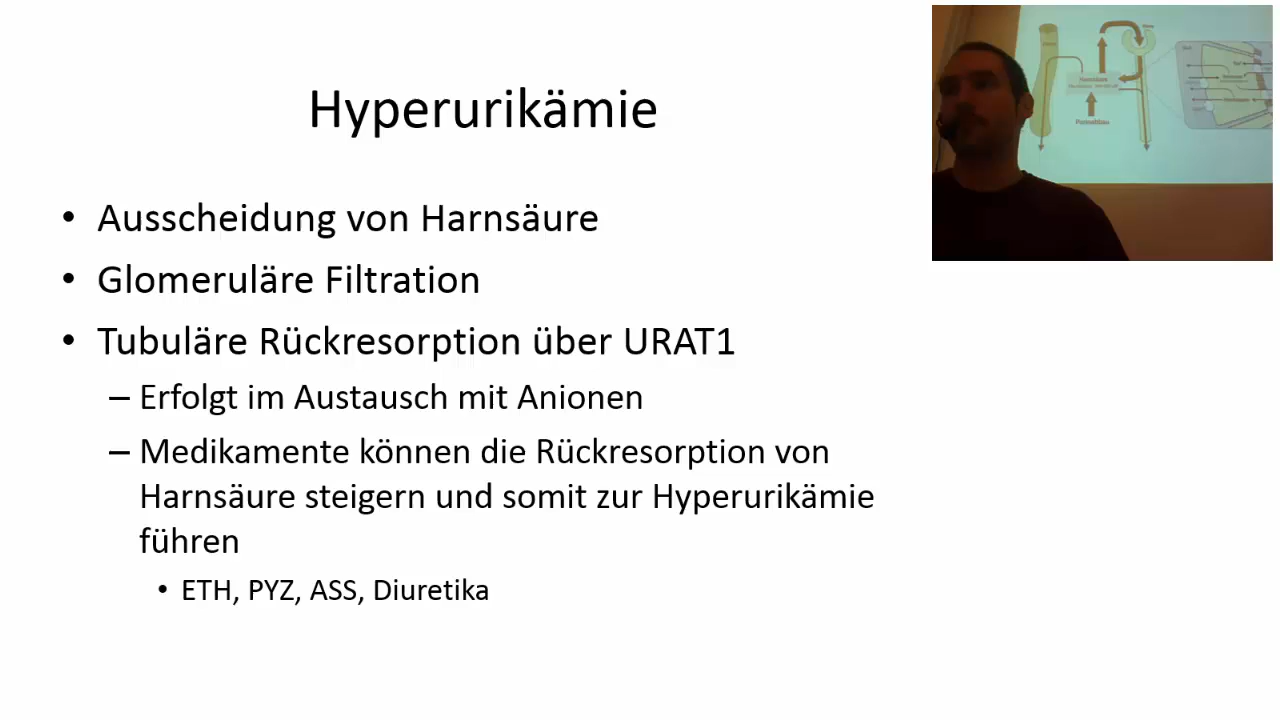 Hyperurikämie
• Ausscheidung von Harnsäure
• Glomeruläre Filtration
• Tubuläre Rückresorption über URAT1
– Erfolgt im Austausch mit Anionen
– Medikamente können die Rückresorption von
Harnsäure steigern und somit zur Hyperurikämie
führen
• ETH, PYZ, ASS, Diuretika